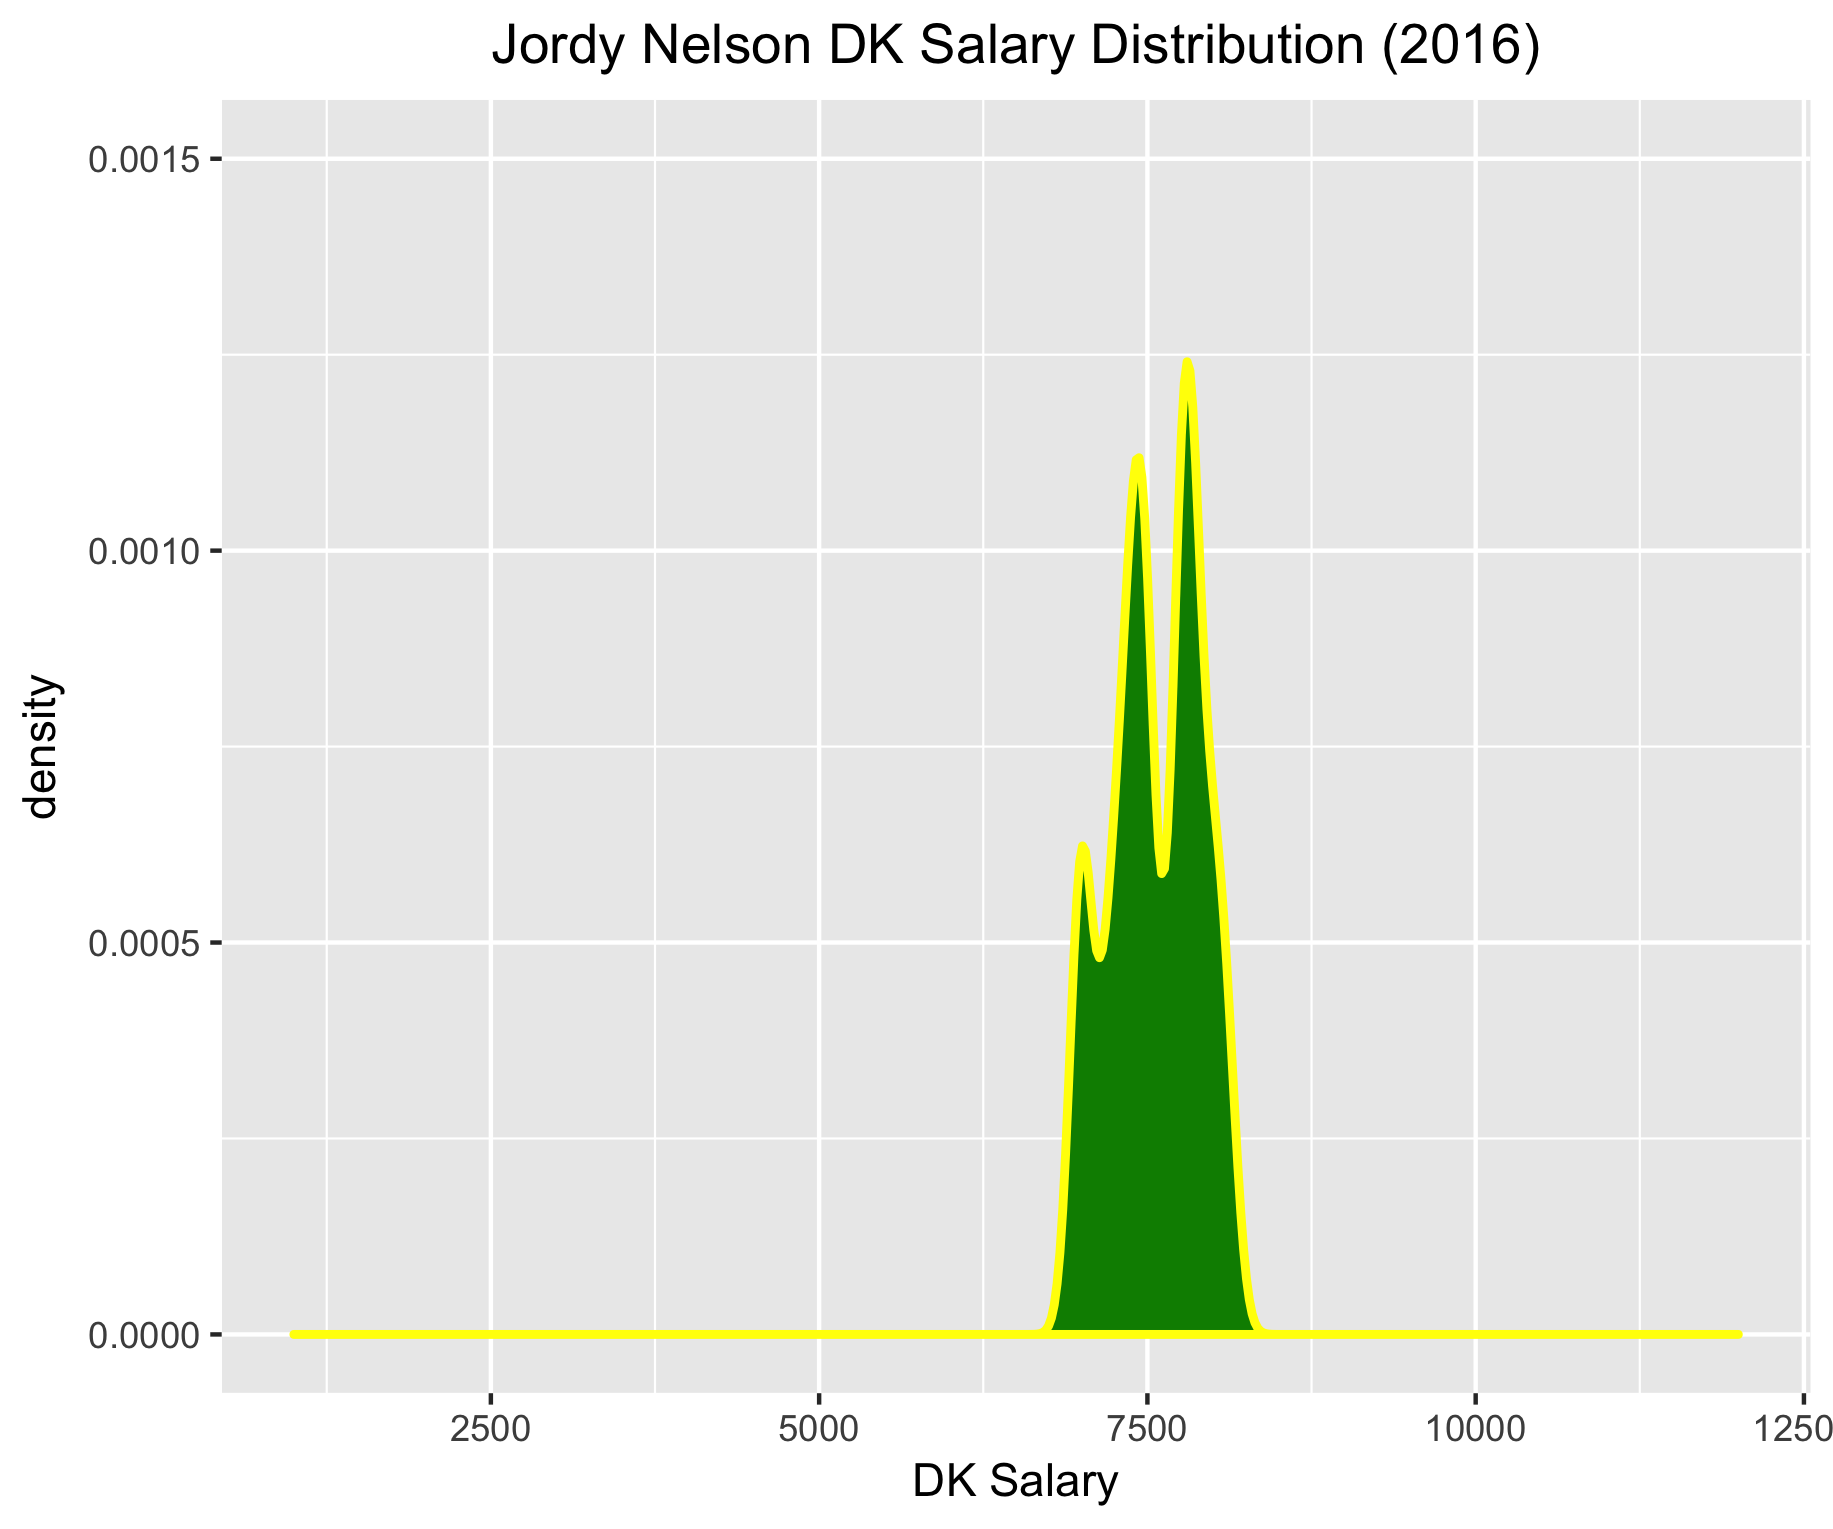 Jordy Nelson DK Salary Distribution (2016)
0.0015
0.0010
0.0005
0.0000
density
2500 5000 7500 10000 1250
DK Salary